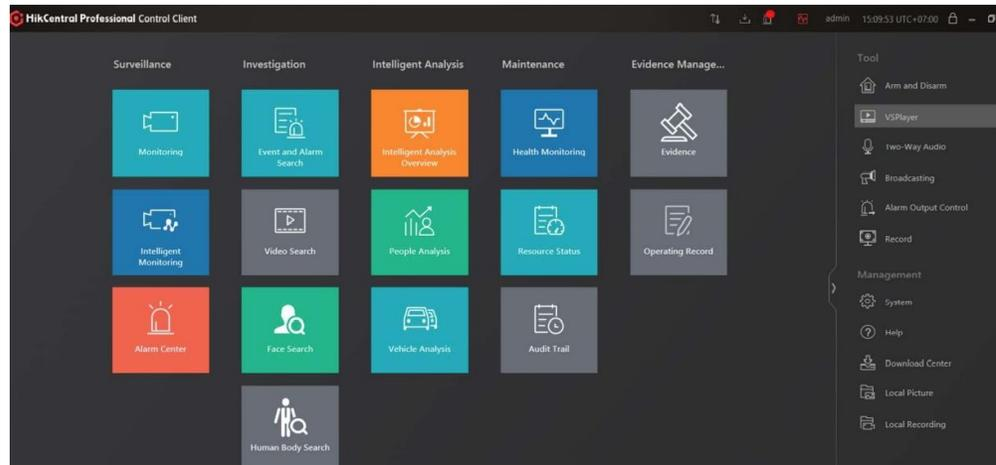 HikCentral Professional Control Client
admin 15:09:53 UTC+07:00
Surveillance
Investigation
Intelligent Analysis
Maintenance
Evidence Manage...
Monitoring
Event and Alarm
Search
Intelligent Analysis
Overview
Health Monitoring
Evidence
Intelligent
Monitoring
Video Search
People Analysis
Resource Status
Operating Record
Alarm Center
Face Search
Vehicle Analysis
Audit Trail
Human Body Search
Tool
Arm and Disarm
VSPlayer
Two-Way Audio
Broadcasting
Alarm Output Control
Record
Management
System
Help
Download Center
Local Picture
Local Recording